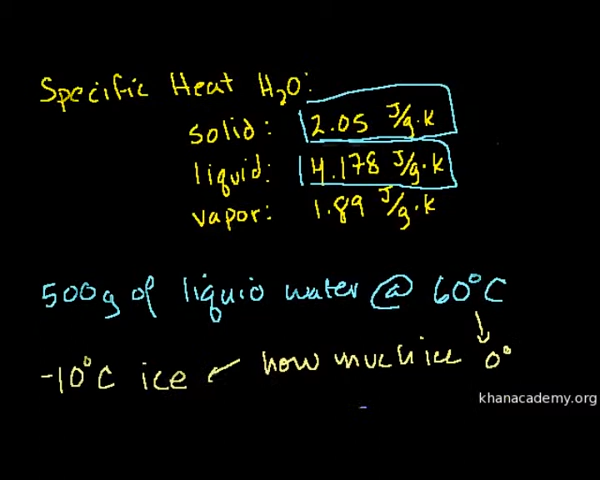 Specific Heat H₂O:
solid: 2.05 J/g·K
liquid: 4.178 J/g·K
vapor: 1.89 J/g·K
500g of liquid water @ 60°C
-10°C ice how much ice 0°
khanacademy.org